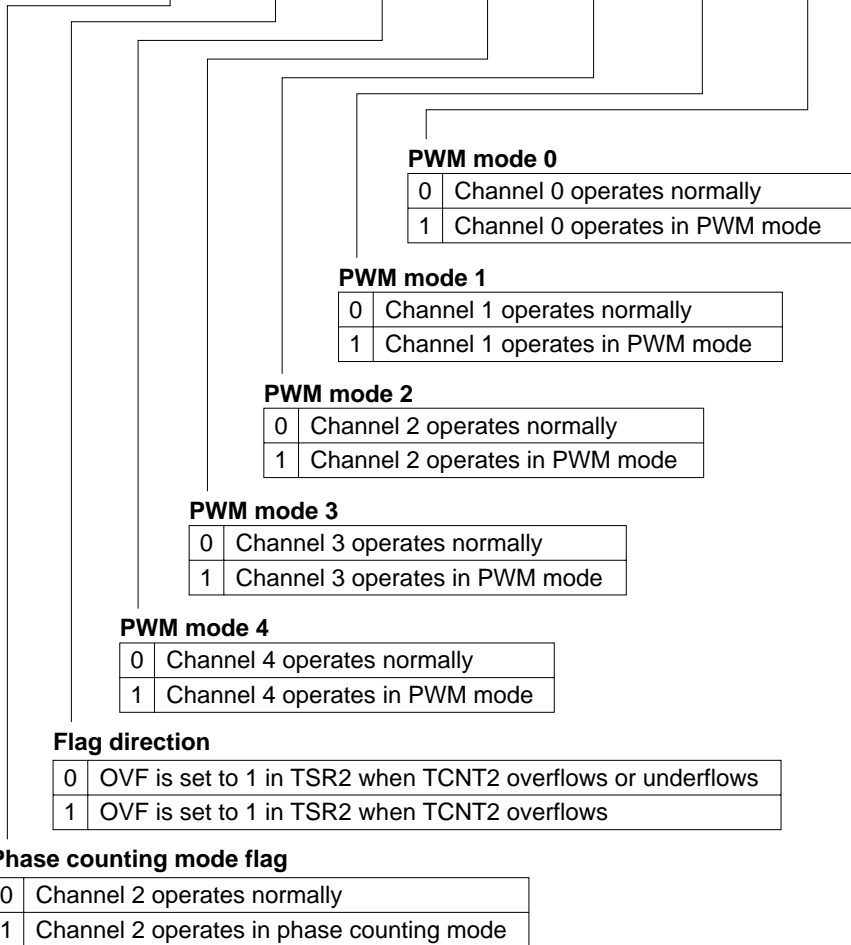 PWM mode 0
0 Channel 0 operates normally
1 Channel 0 operates in PWM mode
PWM mode 1
0 Channel 1 operates normally
1 Channel 1 operates in PWM mode
PWM mode 2
0 Channel 2 operates normally
1 Channel 2 operates in PWM mode
PWM mode 3
0 Channel 3 operates normally
1 Channel 3 operates in PWM mode
PWM mode 4
0 Channel 4 operates normally
1 Channel 4 operates in PWM mode
Flag direction
0 OVF is set to 1 in TSR2 when TCNT2 overflows or underflows
1 OVF is set to 1 in TSR2 when TCNT2 overflows
Phase counting mode flag
0 Channel 2 operates normally
1 Channel 2 operates in phase counting mode